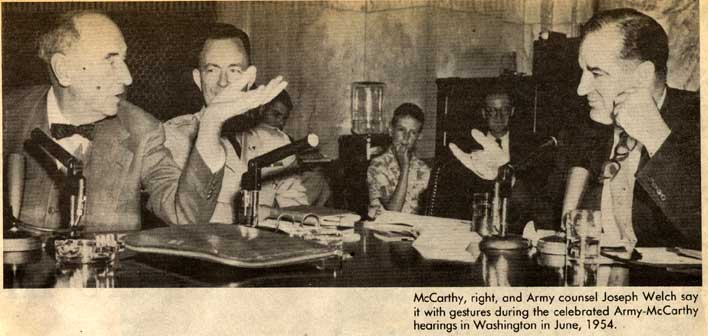 McCarthy, right, and Army counsel Joseph Welch say
it with gestures during the celebrated Army-McCarthy
hearings in Washington in June, 1954.